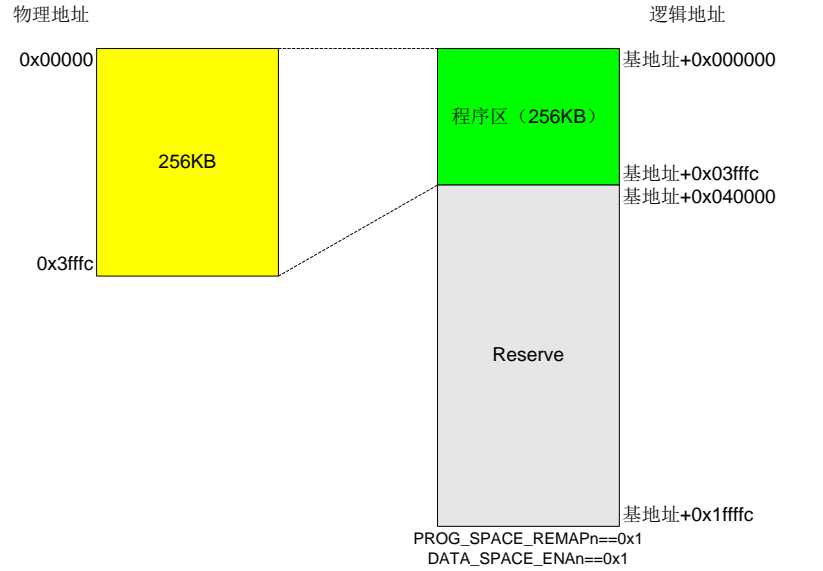 物理地址
逻辑地址
0x00000
基地址+0x000000
程序区（256KB）
256KB
基地址+0x03fffc
基地址+0x040000
0x3fffc
Reserve
基地址+0x1ffffc
PROG_SPACE_REMAPn==0x1
DATA_SPACE_ENAn==0x1